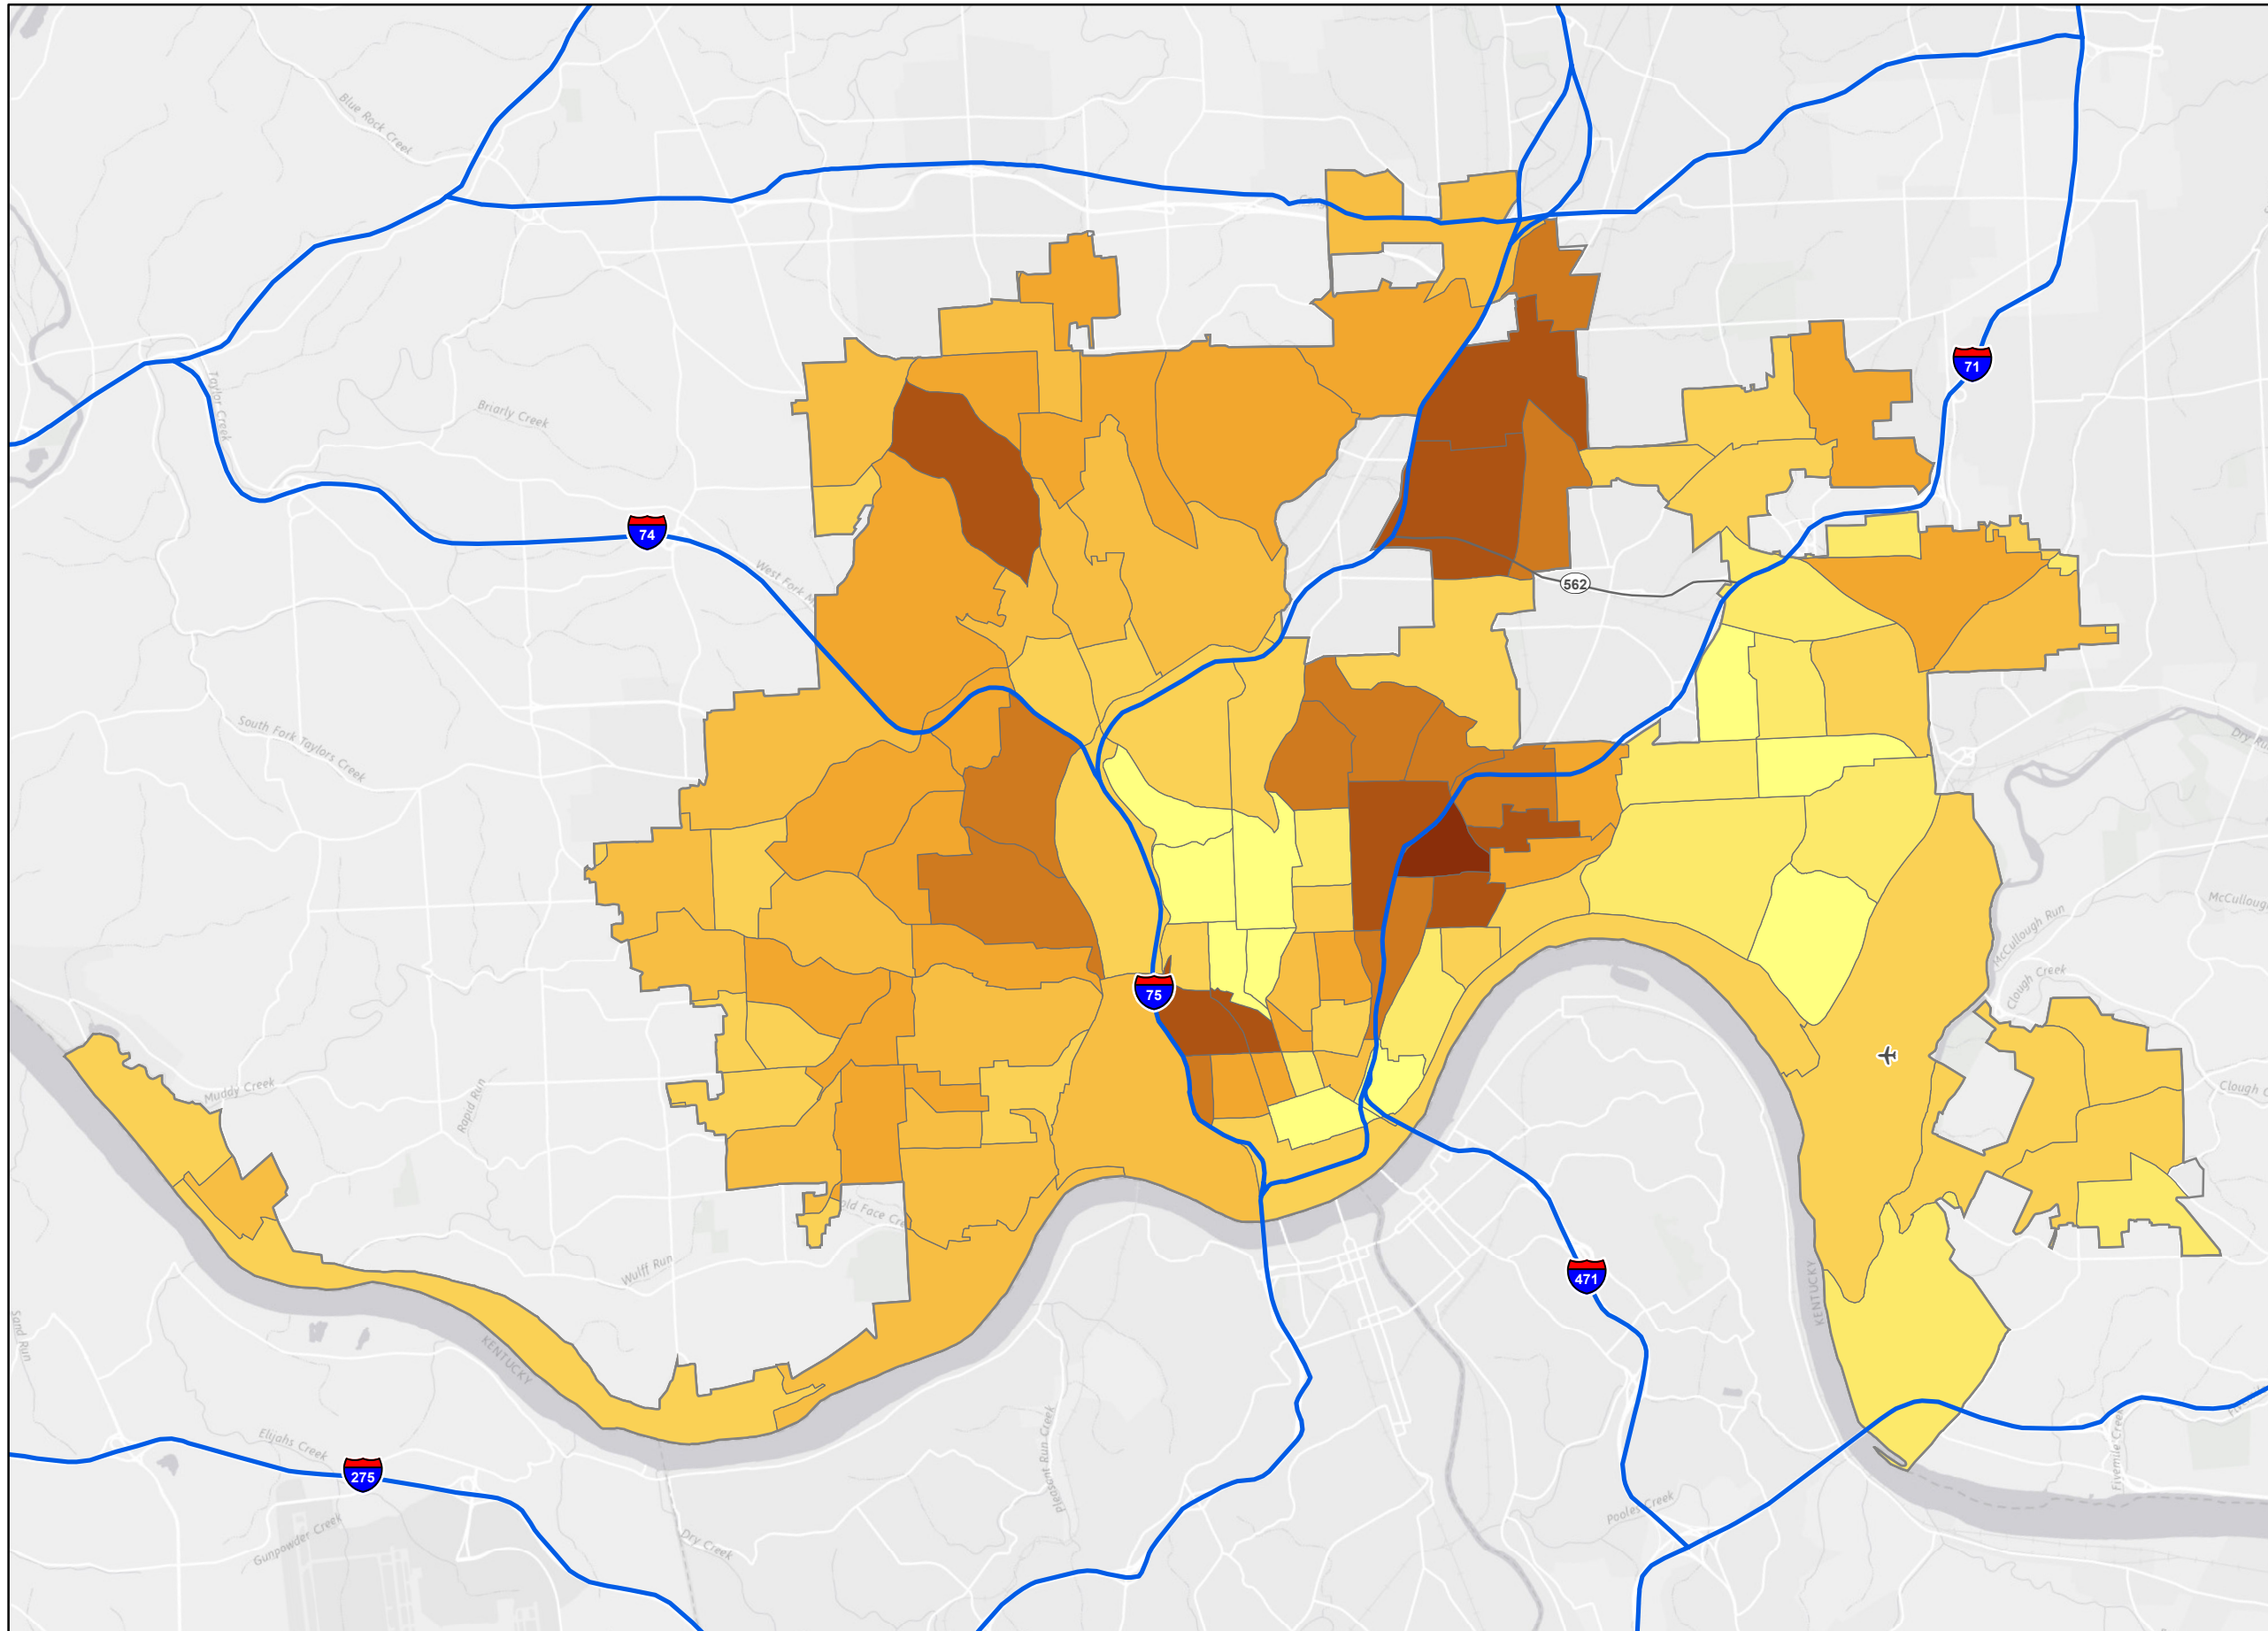 Blue Rock Creek
71
Taylor Creek
Briarly Creek
74
West Fork M
562
South Fork Taylors Creek
Dry Ru
McCullough
McCullough Run
Clough Creek
75
Muddy Creek
Rapid Run
Clough C
Bold Face Cre
Wulff Run
471
KENTUCKY
Sand Run
KENTUCKY
Elijahs Creek
275
Pleasant Run Creek
Fivemile Creek
Gunpowder Creek
Dry Creek
Pooles Creek